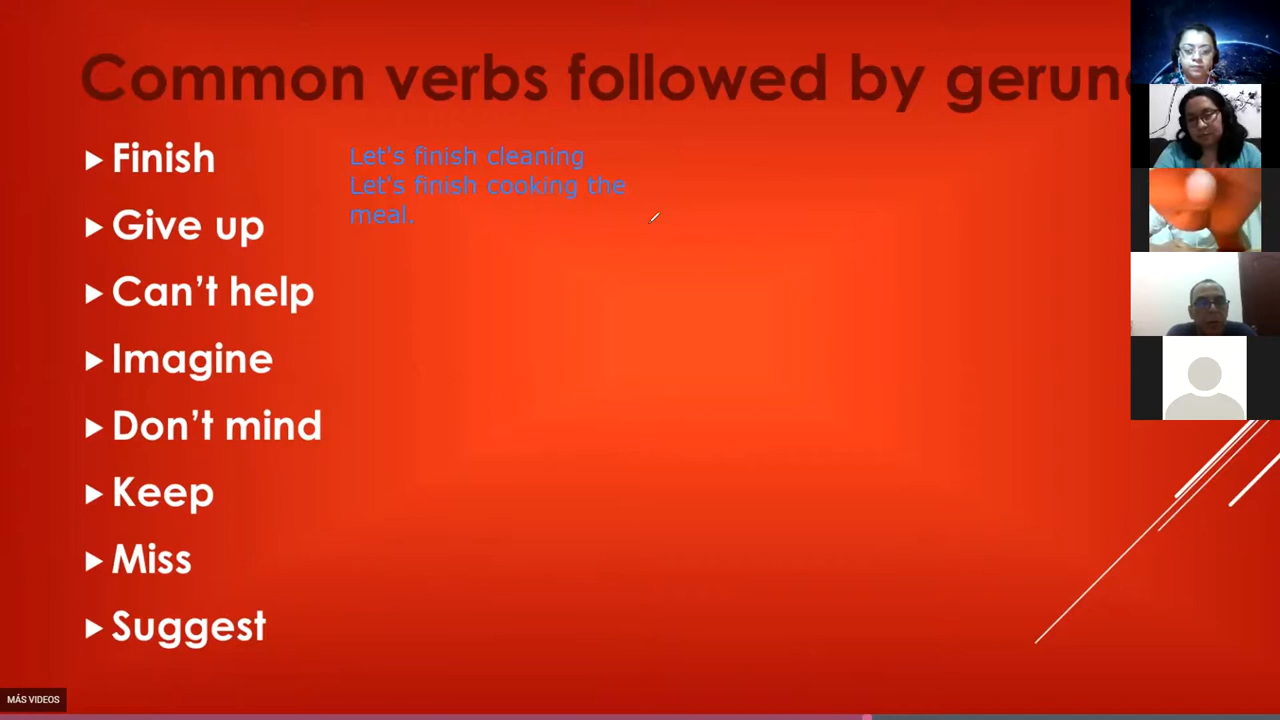 Common verbs followed by
Finish
Let's finish cleaning
Let's finish cooking the
meal.
Give up
Can't help
Imagine
Don't mind
Keep
Miss
Suggest
MÁS VIDEOS